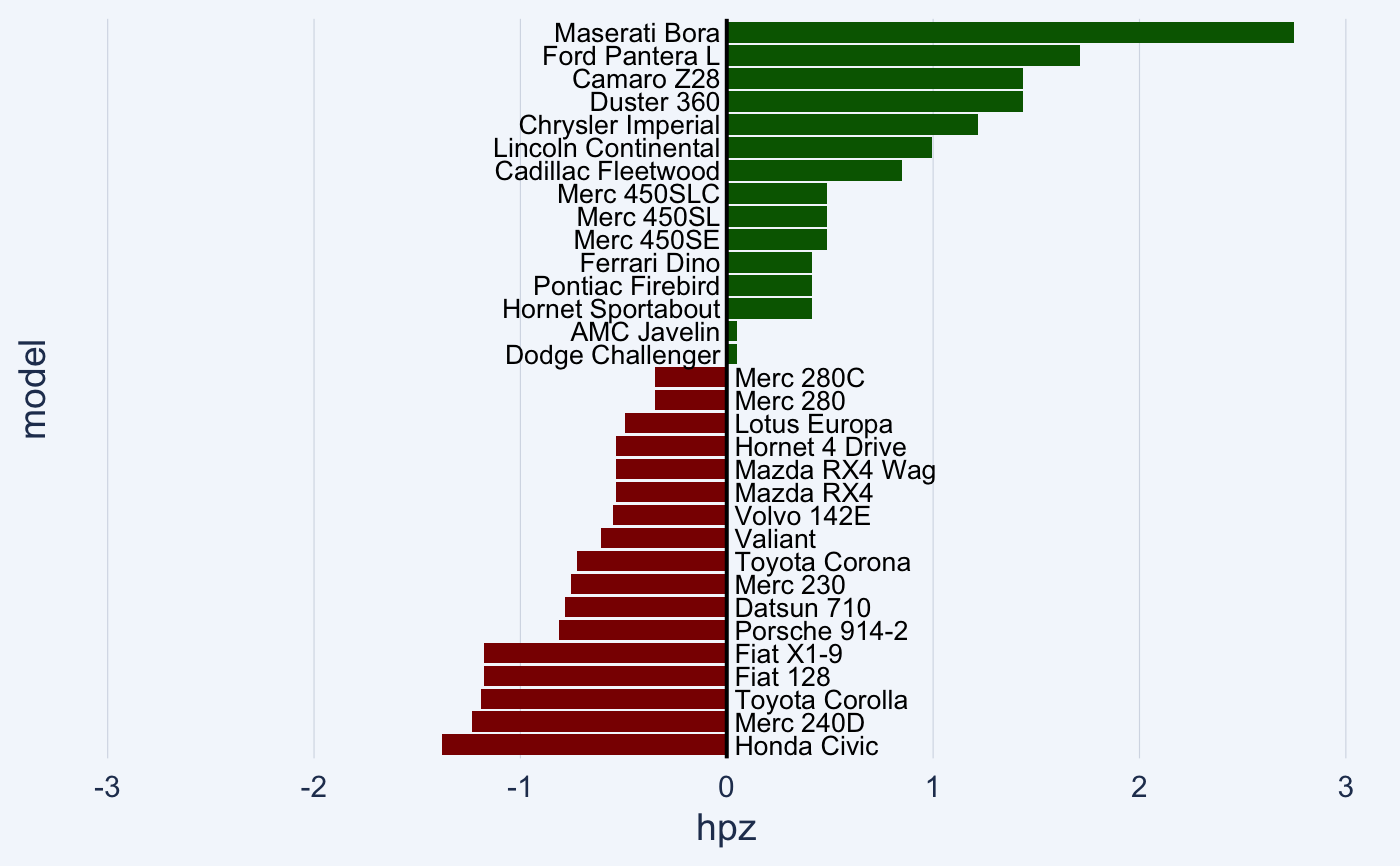 Maserati Bora
Ford Pantera L
Camaro Z28
Duster 360
Chrysler Imperial
Lincoln Continental
Cadillac Fleetwood
Merc 450SLC
Merc 450SL
Merc 450SE
Ferrari Dino
Pontiac Firebird
Hornet Sportabout
AMC Javelin
Dodge Challenger
Merc 280C
Merc 280
Lotus Europa
Hornet 4 Drive
Mazda RX4 Wag
Mazda RX4
Volvo 142E
Valiant
Toyota Corona
Merc 230
Datsun 710
Porsche 914-2
Fiat X1-9
Fiat 128
Toyota Corolla
Merc 240D
Honda Civic
model
-3 -2 -1 0 1 2 3
hpz